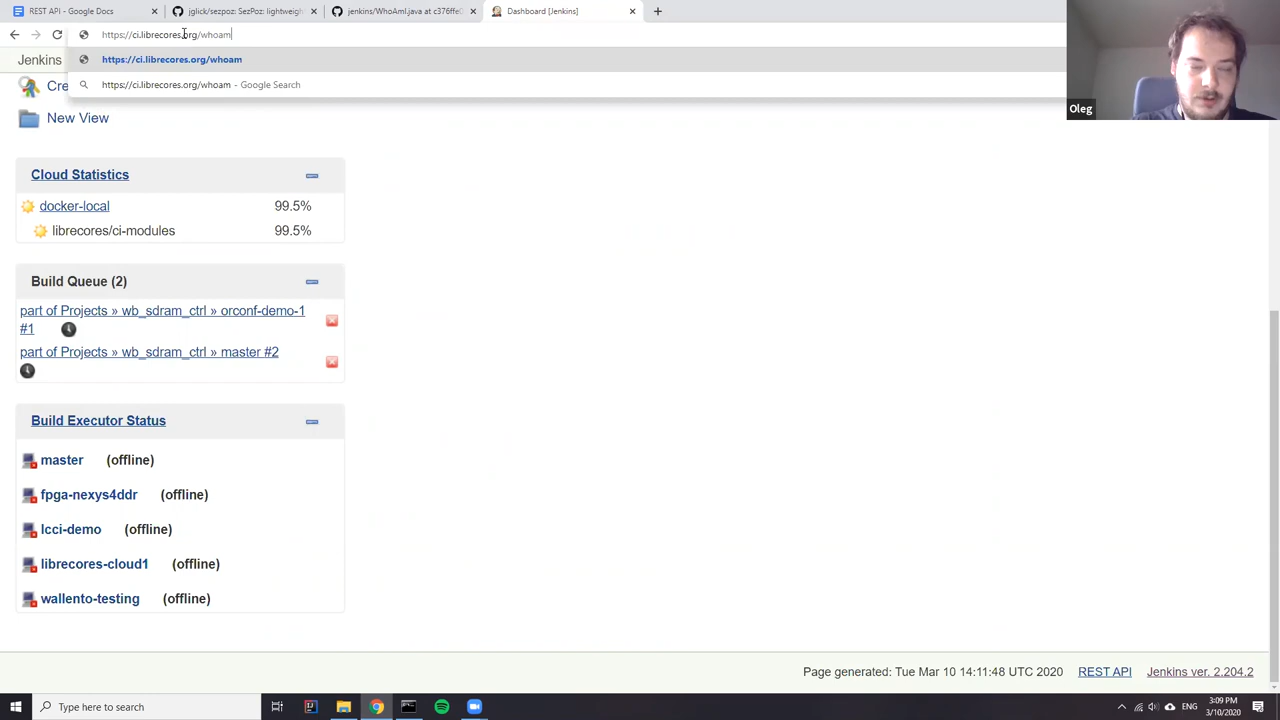 REST API - Google Docs
jglick/sezpoz: SezPoz: lightweigh
jenkins/WhoAmI.java at c376ffe0
Dashboard [Jenkins]
https://ci.librecores.org/whoam
Jenkins
https://ci.librecores.org/whoam
https://ci.librecores.org/whoam - Google Search
Cre
New View
Oleg
Cloud Statistics
docker-local 99.5%
librecores/ci-modules 99.5%
Build Queue (2)
part of Projects » wb_sdram_ctrl » orconf-demo-1
#1
part of Projects » wb_sdram_ctrl » master #2
Build Executor Status
master (offline)
fpga-nexys4ddr (offline)
lcci-demo (offline)
librecores-cloud1 (offline)
wallento-testing (offline)
Page generated: Tue Mar 10 14:11:48 UTC 2020 REST API Jenkins ver. 2.204.2
Type here to search
ENG
3:09 PM
3/10/2020